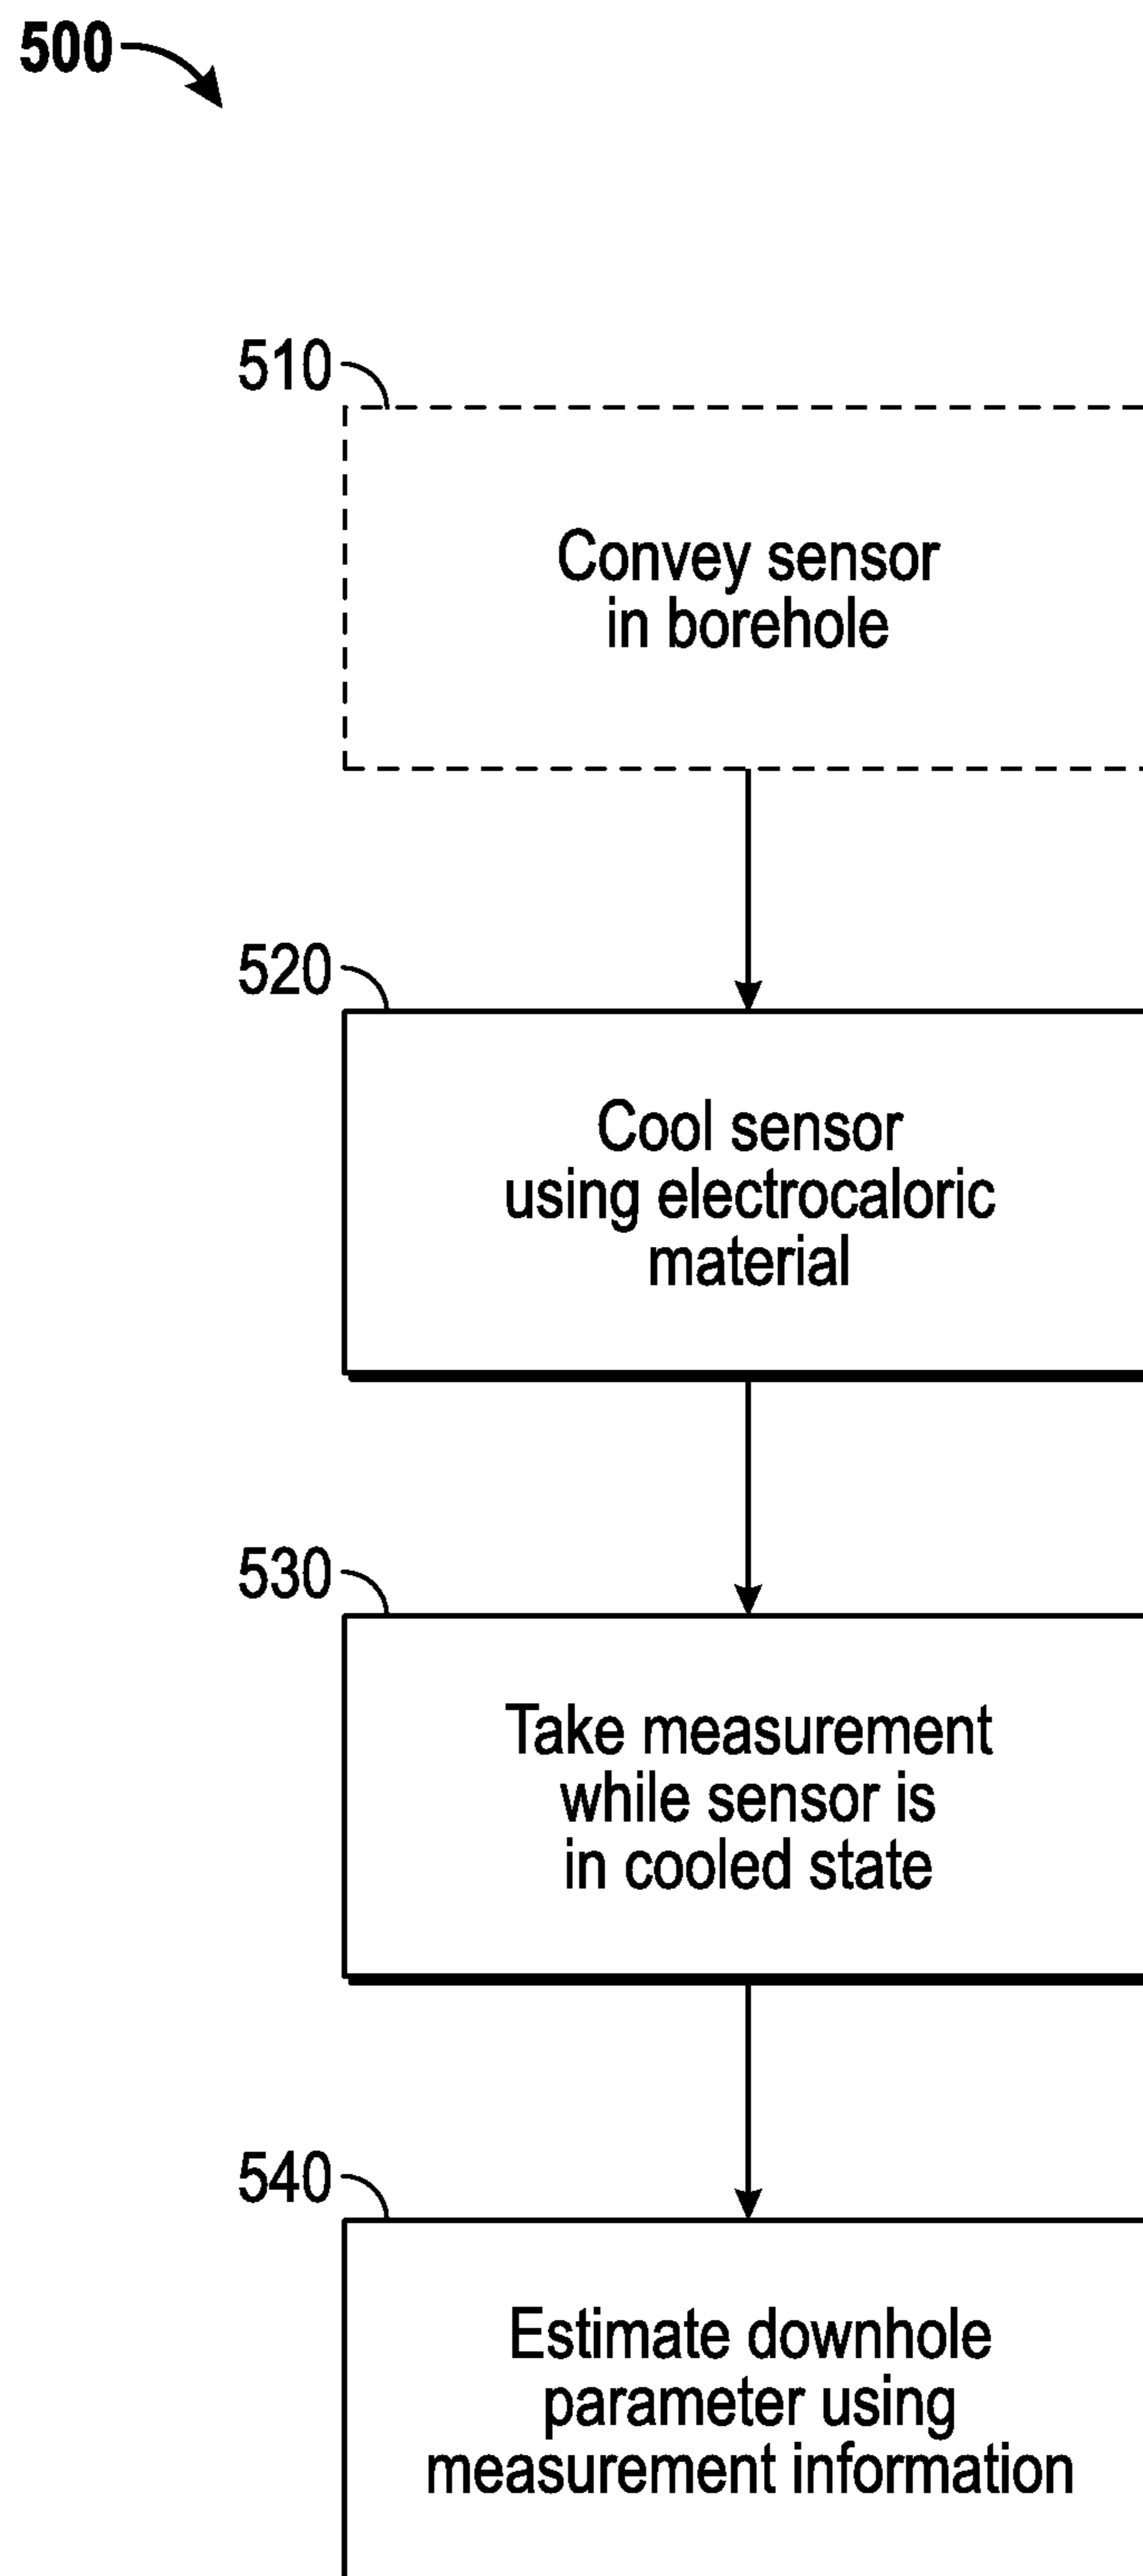 500
510
Convey sensor
in borehole
520
Cool sensor
using electrocaloric
material
530
Take measurement
while sensor is
in cooled state
540
Estimate downhole
parameter using
measurement information